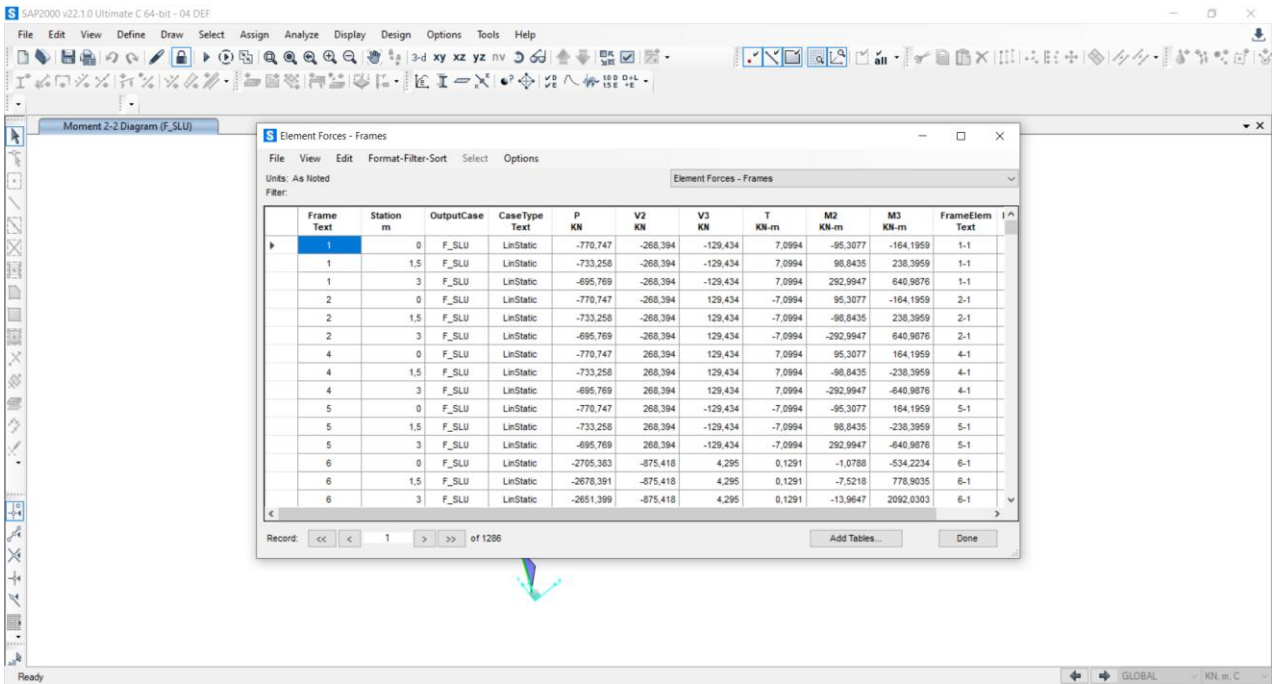 SAP2000 v22.1.0 Ultimate C 64-bit - 04 DEF
File Edit View Define Draw Select Assign Analyze Display Design Options Tools Help
3-d xy xz yz nv
all
Moment 2-2 Diagram (F_SLU)
Element Forces - Frames
File View Edit Format-Filter-Sort Select Options
Units: As Noted Element Forces - Frames
Filter:
Frame Station OutputCase CaseType P V2 V3 T M2 M3 FrameElem
Text m Text KN KN KN KN-m KN-m KN-m Text
1 0 F_SLU LinStatic -770,747 -268,394 -129,434 7,0994 -95,3077 -164,1959 1-1
1 1,5 F_SLU LinStatic -733,258 -268,394 -129,434 7,0994 98,8435 238,3959 1-1
1 3 F_SLU LinStatic -695,769 -268,394 -129,434 7,0994 292,9947 640,9876 1-1
2 0 F_SLU LinStatic -770,747 -268,394 129,434 -7,0994 95,3077 -164,1959 2-1
2 1,5 F_SLU LinStatic -733,258 -268,394 129,434 -7,0994 -98,8435 238,3959 2-1
2 3 F_SLU LinStatic -695,769 -268,394 129,434 -7,0994 -292,9947 640,9876 2-1
4 0 F_SLU LinStatic -770,747 268,394 129,434 7,0994 95,3077 164,1959 4-1
4 1,5 F_SLU LinStatic -733,258 268,394 129,434 7,0994 -98,8435 -238,3959 4-1
4 3 F_SLU LinStatic -695,769 268,394 129,434 7,0994 -292,9947 -640,9876 4-1
5 0 F_SLU LinStatic -770,747 268,394 -129,434 -7,0994 -95,3077 164,1959 5-1
5 1,5 F_SLU LinStatic -733,258 268,394 -129,434 -7,0994 98,8435 -238,3959 5-1
5 3 F_SLU LinStatic -695,769 268,394 -129,434 -7,0994 292,9947 -640,9876 5-1
6 0 F_SLU LinStatic -2705,383 -875,418 4,295 0,1291 -1,0788 -534,2234 6-1
6 1,5 F_SLU LinStatic -2678,391 -875,418 4,295 0,1291 -7,5218 778,9035 6-1
6 3 F_SLU LinStatic -2651,399 -875,418 4,295 0,1291 -13,9647 2092,0303 6-1
Record: << < 1 > >> of 1286 Add Tables... Done
Ready GLOBAL KN, m, C